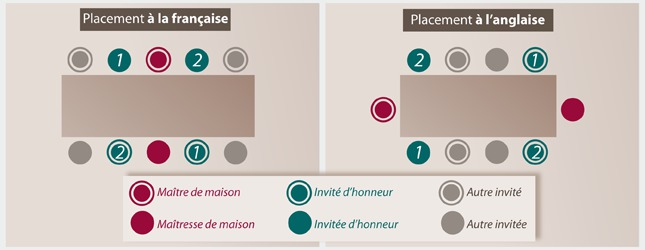 Placement à la française
Placement à l'anglaise
1 2
2 1
2 1
1 2
Maître de maison
Invité d'honneur
Autre invité
Maîtresse de maison
Invitée d'honneur
Autre invitée